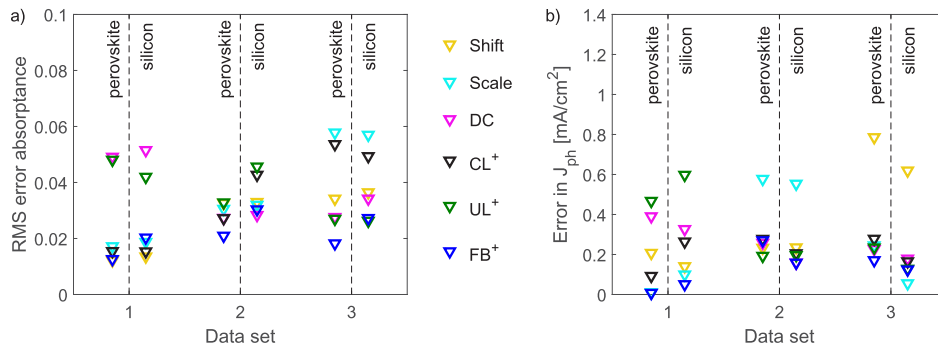 a)
RMS error absorptance
0.1
0.08
0.06
0.04
0.02
0
perovskite
silicon
perovskite
silicon
perovskite
silicon
1
2
3
Data set
Shift
Scale
DC
CL⁺
UL⁺
FB⁺
b)
Error in J_ph [mA/cm²]
1.4
1.2
1
0.8
0.6
0.4
0.2
0
perovskite
silicon
perovskite
silicon
perovskite
silicon
1
2
3
Data set